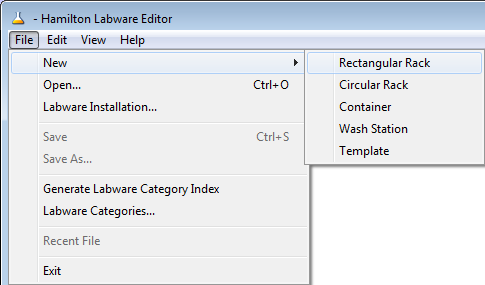 - Hamilton Labware Editor
File Edit View Help
New
Open... Ctrl+O
Labware Installation...
Save Ctrl+S
Save As...
Generate Labware Category Index
Labware Categories...
Recent File
Exit
Rectangular Rack
Circular Rack
Container
Wash Station
Template